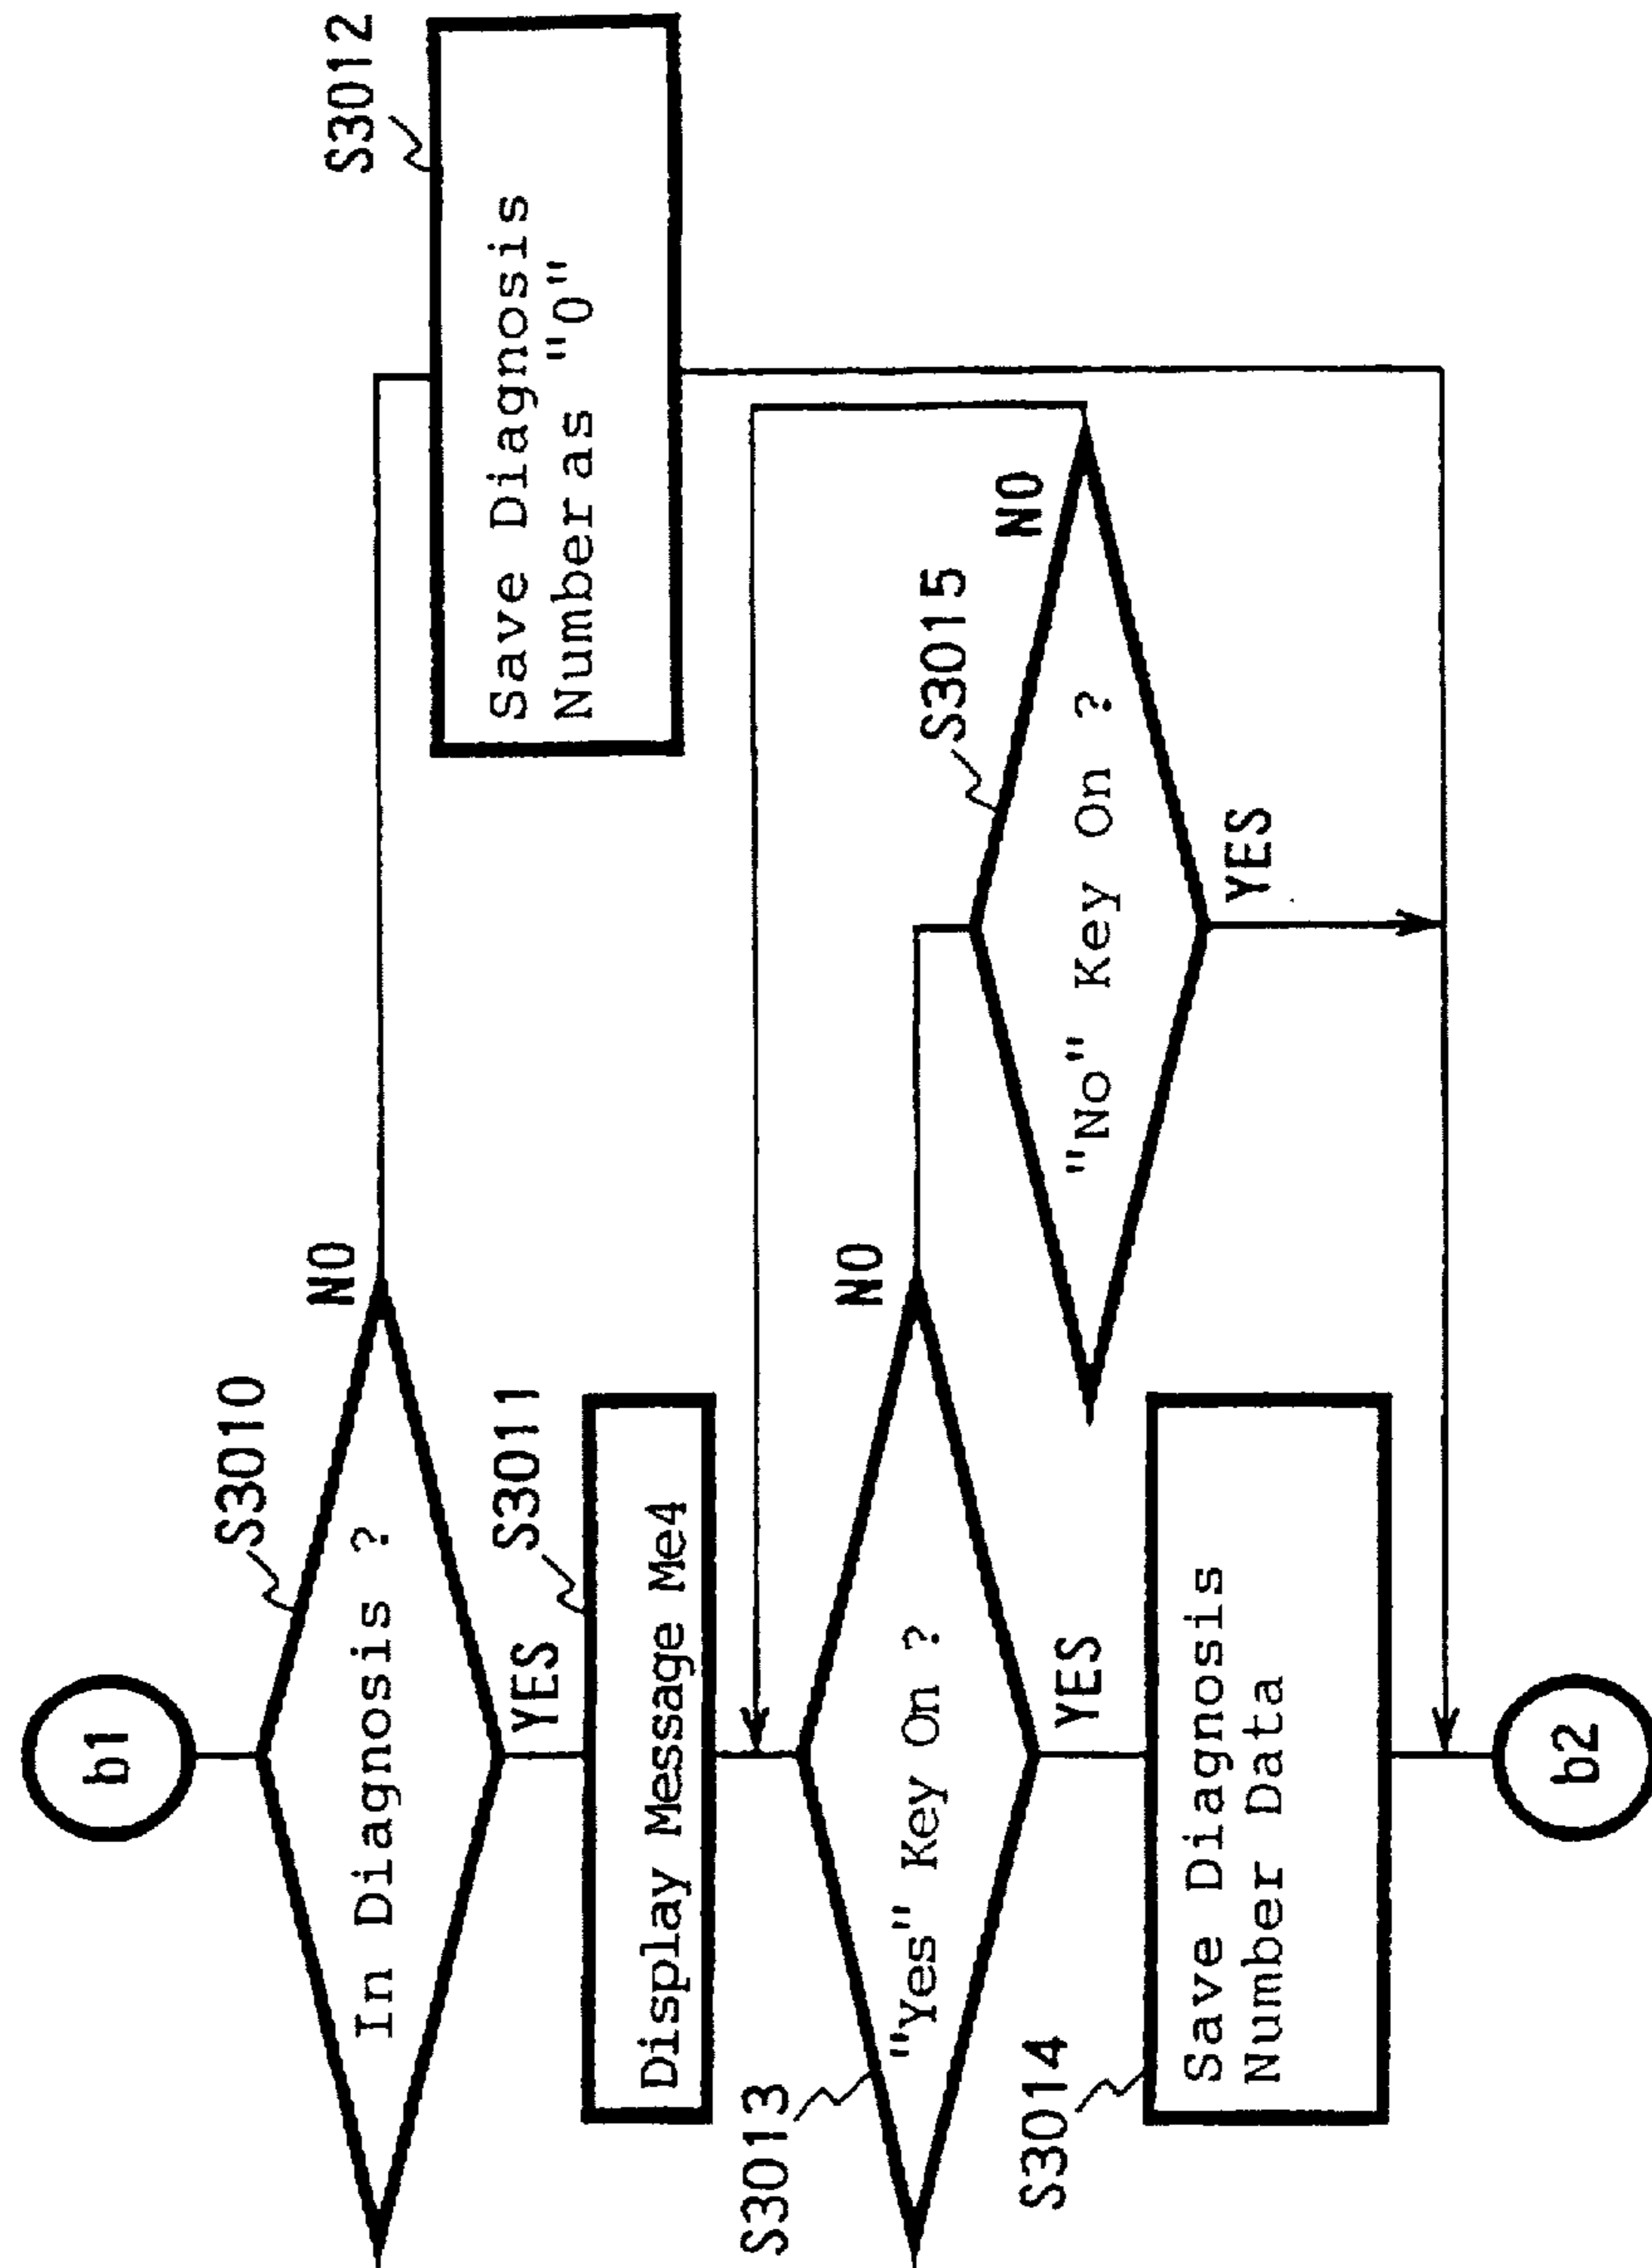 b1
S3010
In Diagnosis ?
NO
YES
S3011
Display Message Me4
S3012
Save Diagnosis
Number as "0"
S3013
"Yes" Key On ?
NO
YES
S3015
"No" Key On ?
NO
YES
S3014
Save Diagnosis
Number Data
b2